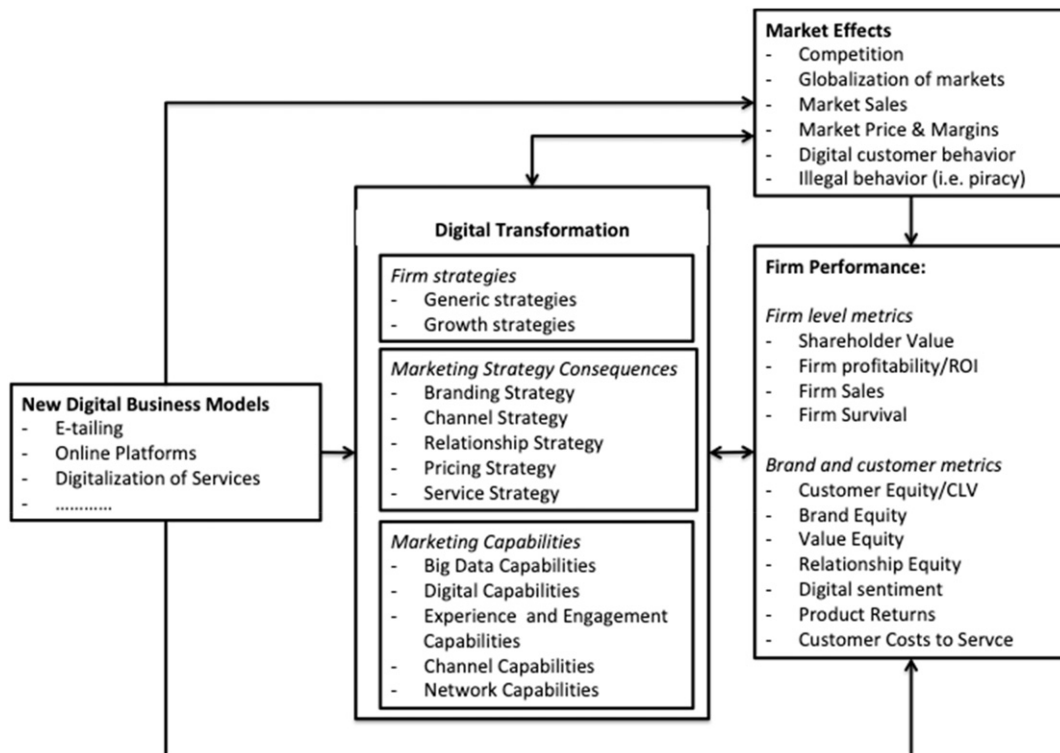 Market Effects
- Competition
- Globalization of markets
- Market Sales
- Market Price & Margins
- Digital customer behavior
- Illegal behavior (i.e. piracy)
Digital Transformation
Firm strategies
- Generic strategies
- Growth strategies
Marketing Strategy Consequences
- Branding Strategy
- Channel Strategy
- Relationship Strategy
- Pricing Strategy
- Service Strategy
Marketing Capabilities
- Big Data Capabilities
- Digital Capabilities
- Experience and Engagement
Capabilities
- Channel Capabilities
- Network Capabilities
New Digital Business Models
- E-tailing
- Online Platforms
- Digitalization of Services
- …………
Firm Performance:
Firm level metrics
- Shareholder Value
- Firm profitability/ROI
- Firm Sales
- Firm Survival
Brand and customer metrics
- Customer Equity/CLV
- Brand Equity
- Value Equity
- Relationship Equity
- Digital sentiment
- Product Returns
- Customer Costs to Servce